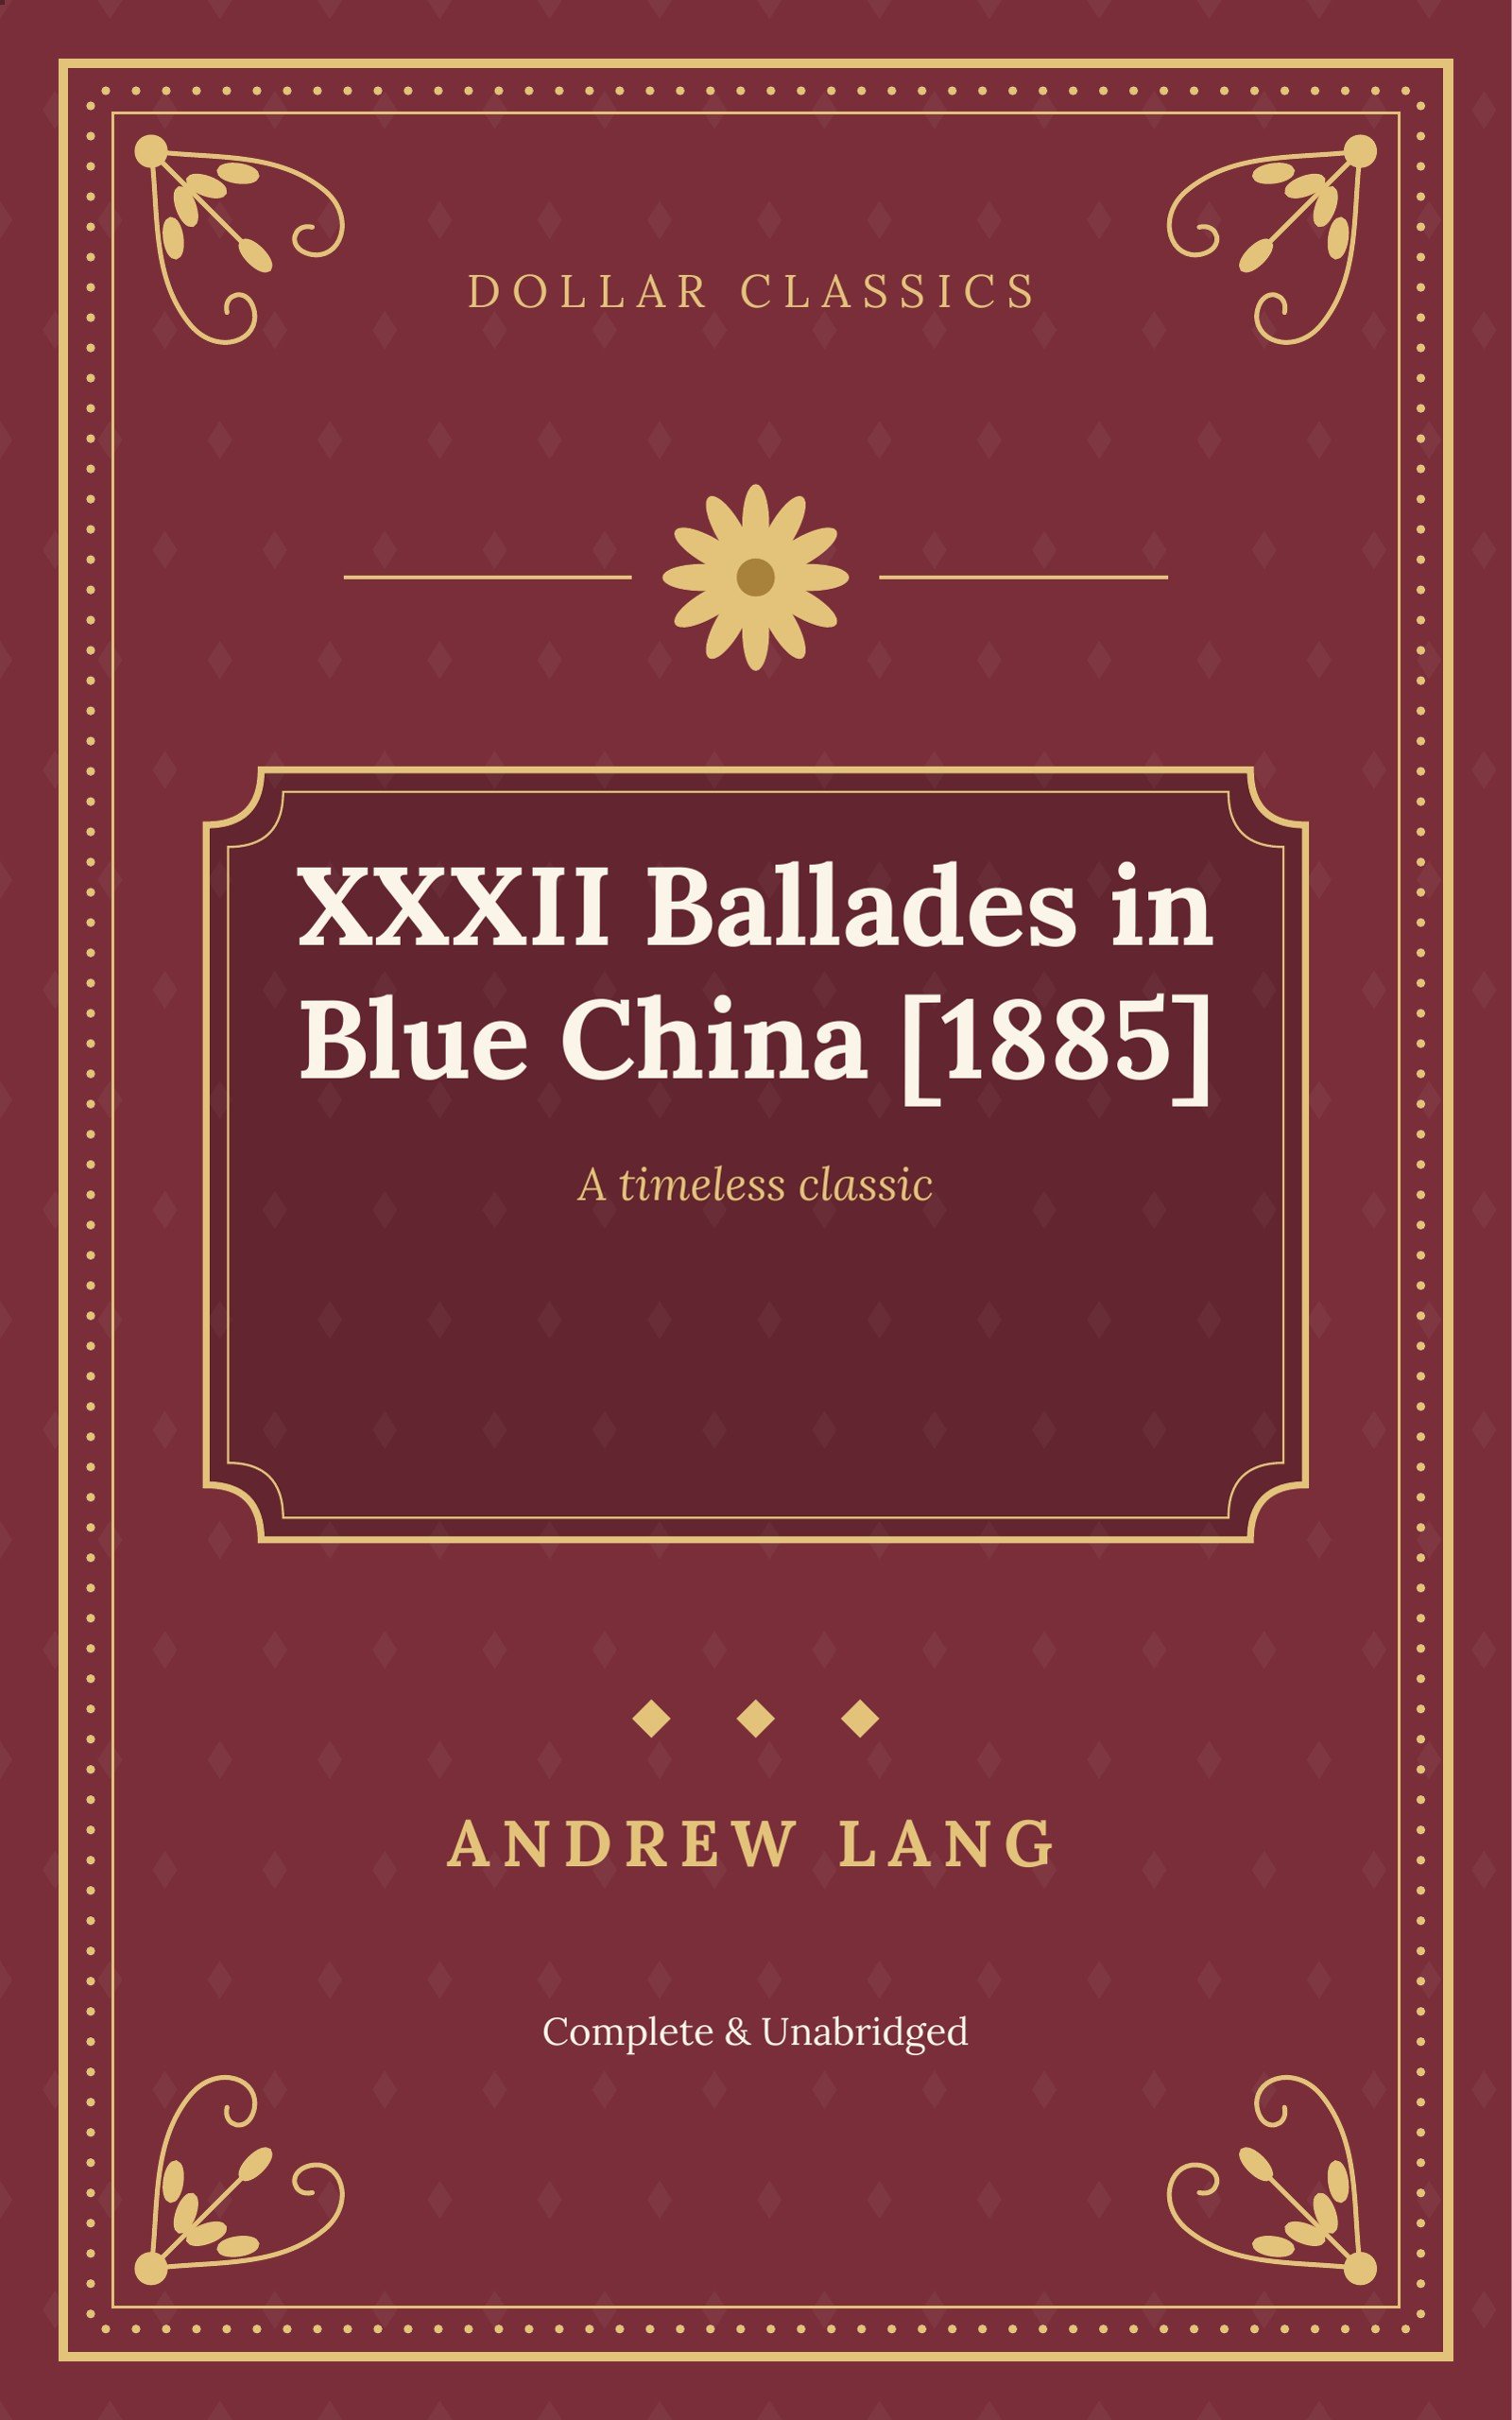 DOLLAR CLASSICS
XXXII Ballades in
Blue China [1885]
A timeless classic
ANDREW LANG
Complete & Unabridged